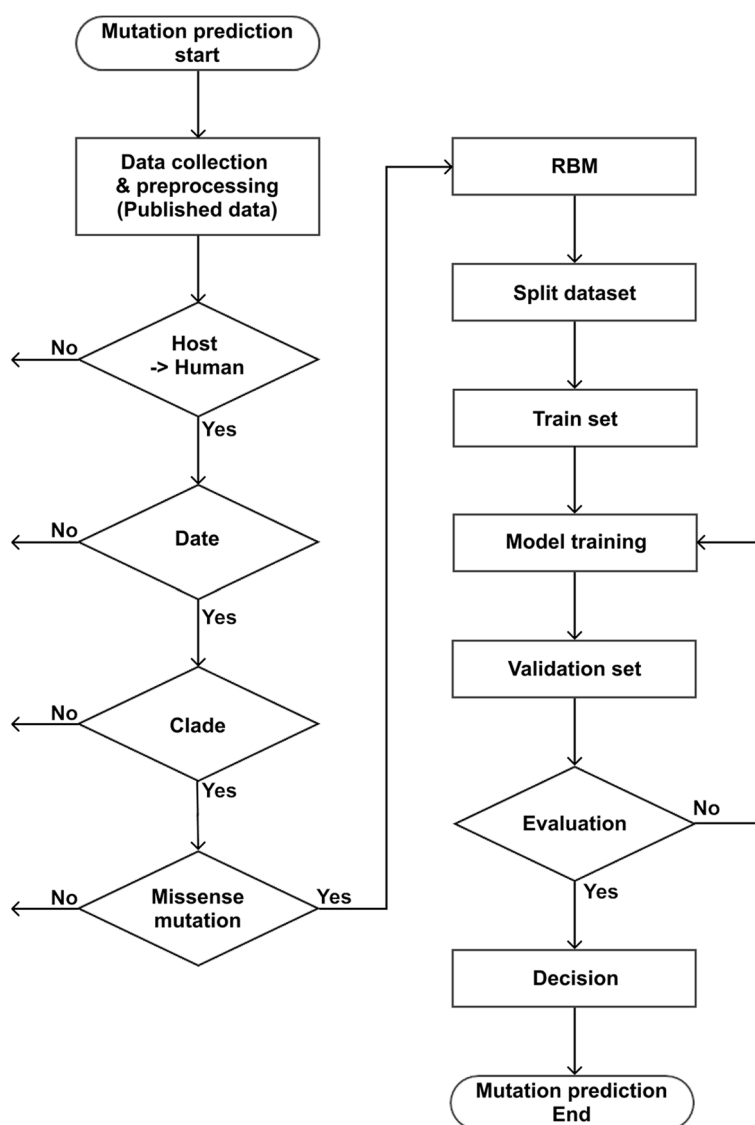 Mutation prediction
start
Data collection
& preprocessing
(Published data)
Host
-> Human
No
Yes
Date
No
Yes
Clade
No
Yes
Missense
mutation
No
Yes
RBM
Split dataset
Train set
Model training
Validation set
Evaluation
No
Yes
Decision
Mutation prediction
End